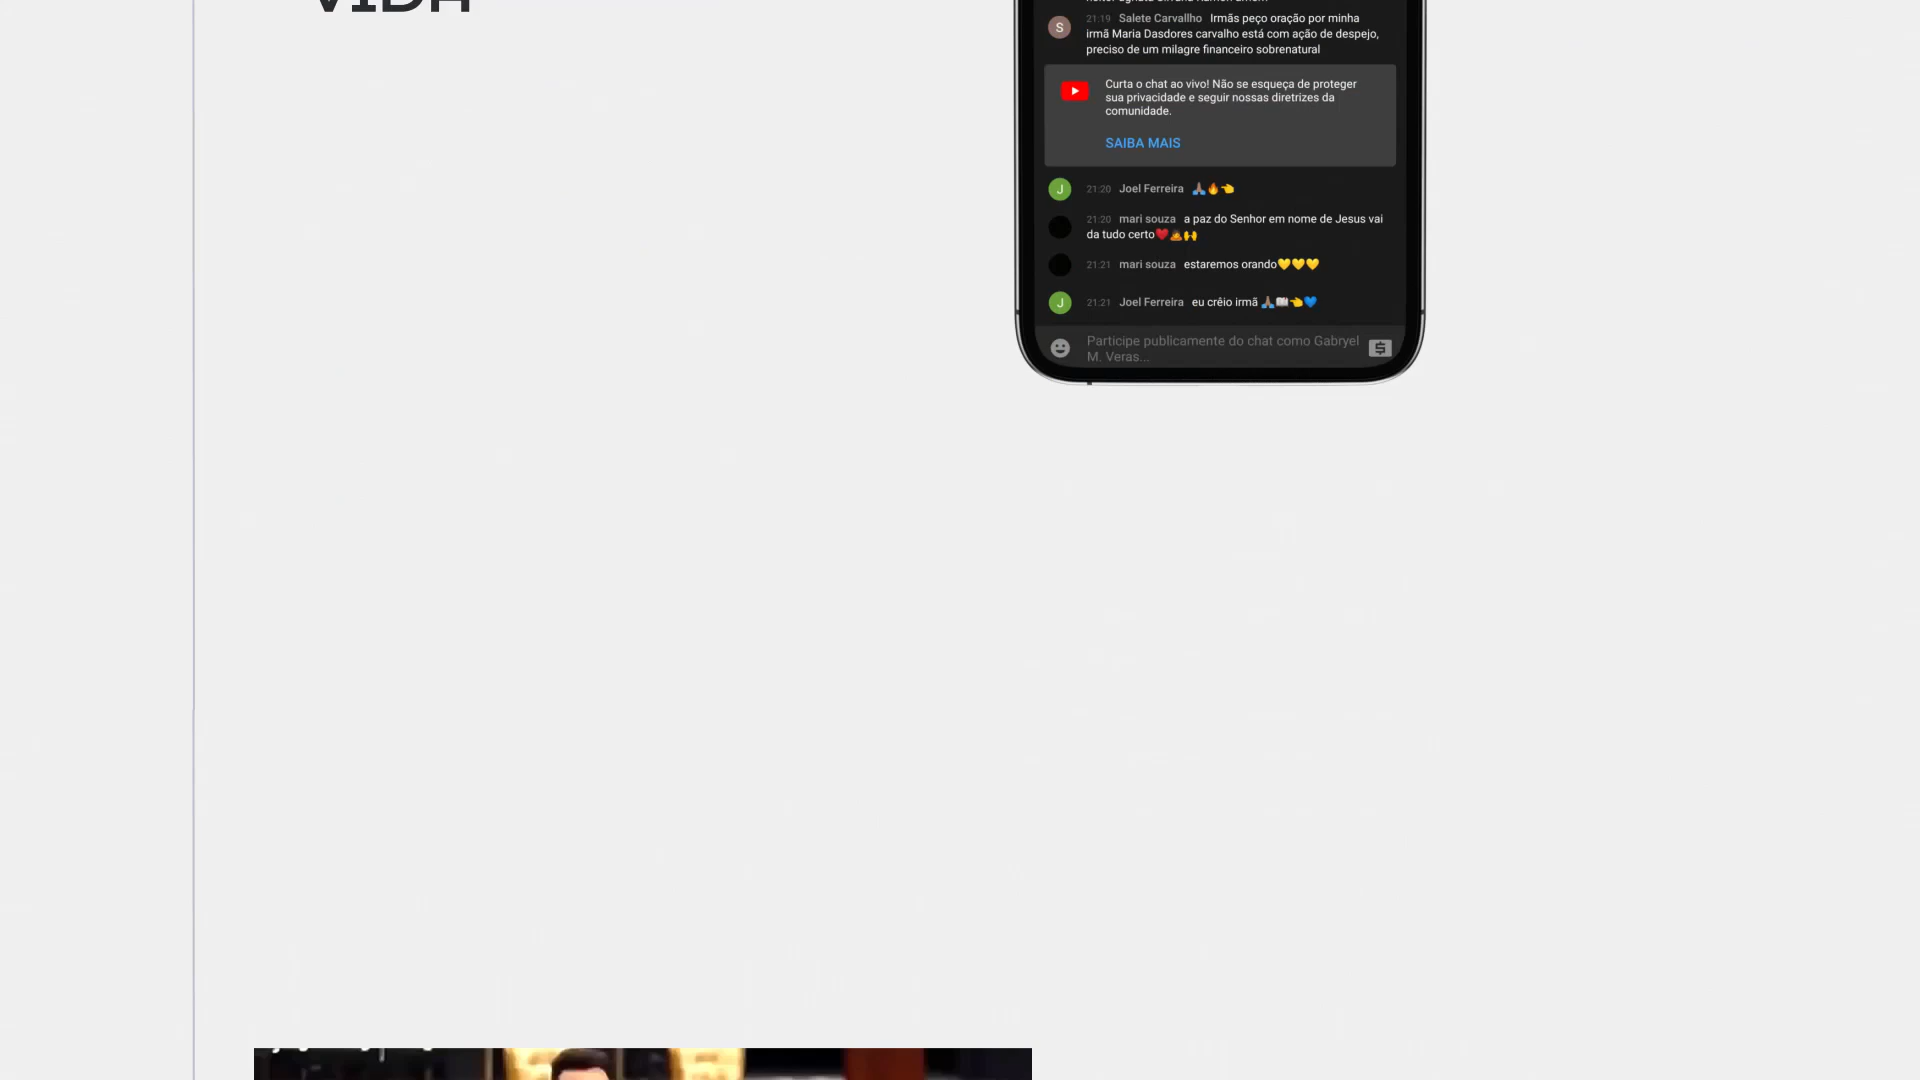 VIDA
21:19 Salete Carvallho Irmãs peço oração por minha
irmã Maria Dasdores carvalho está com ação de despejo,
preciso de um milagre financeiro sobrenatural
Curta o chat ao vivo! Não se esqueça de proteger
sua privacidade e seguir nossas diretrizes da
comunidade.
SAIBA MAIS
J 21:20 Joel Ferreira 🙏🏽🔥👈
21:20 mari souza a paz do Senhor em nome de Jesus vai
da tudo certo❤️🙇🙌
21:21 mari souza estaremos orando💛💛💛
J 21:21 Joel Ferreira eu crêio irmã 🙏🏽📖👈💙
Participe publicamente do chat como Gabryel
M. Veras...